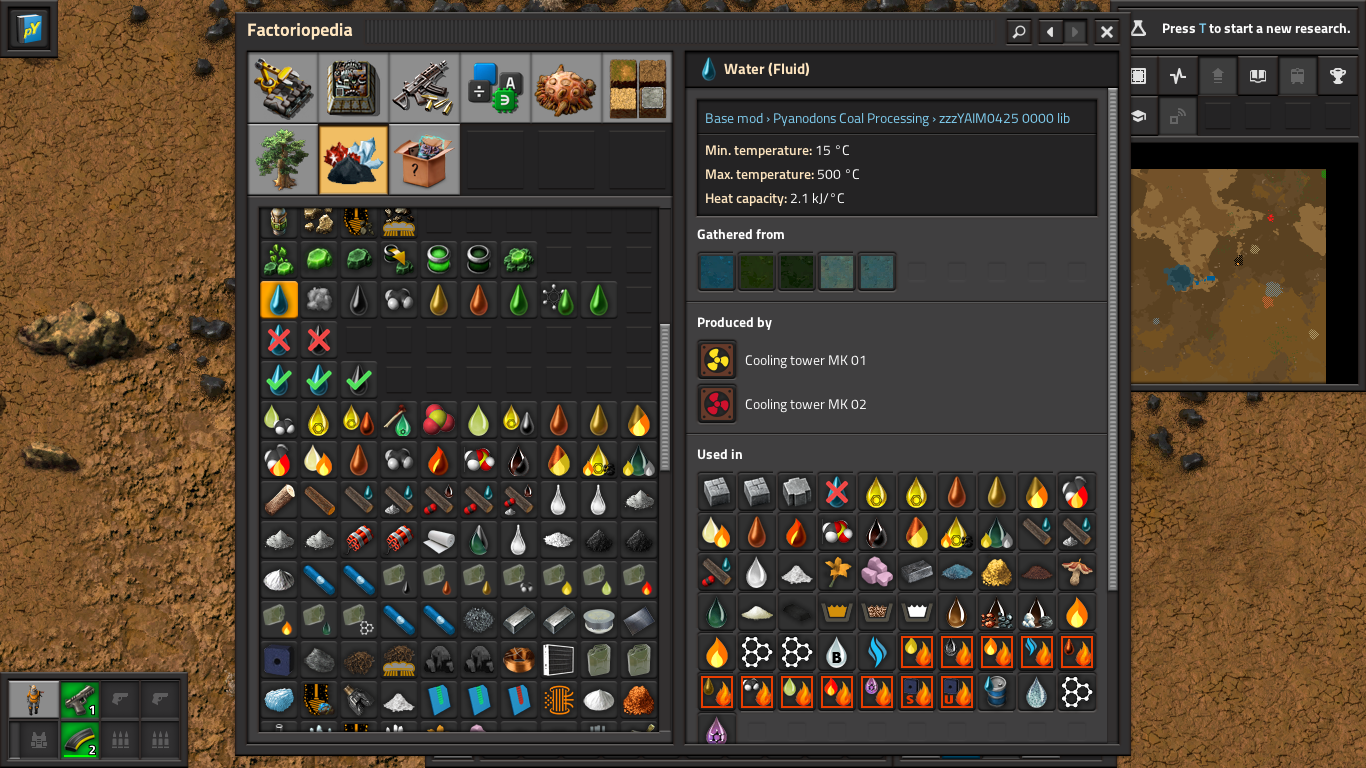 pY
Factoriopedia
Press T to start a new research.
A
?
Water (Fluid)
Base mod › Pyanodons Coal Processing › zzzYAIM0425 0000 lib
Min. temperature: 15 °C
Max. temperature: 500 °C
Heat capacity: 2.1 kJ/°C
Gathered from
Produced by
Cooling tower MK 01
Cooling tower MK 02
Used in
B
S
U
1
2